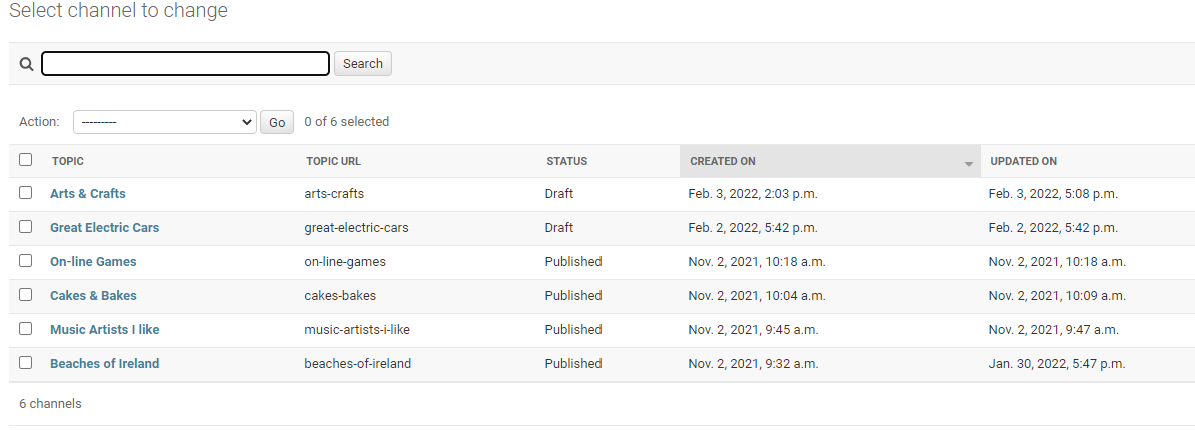 Select channel to change
Search
Action: --------- Go 0 of 6 selected
TOPIC TOPIC URL STATUS CREATED ON UPDATED ON
Arts & Crafts arts-crafts Draft Feb. 3, 2022, 2:03 p.m. Feb. 3, 2022, 5:08 p.m.
Great Electric Cars great-electric-cars Draft Feb. 2, 2022, 5:42 p.m. Feb. 2, 2022, 5:42 p.m.
On-line Games on-line-games Published Nov. 2, 2021, 10:18 a.m. Nov. 2, 2021, 10:18 a.m.
Cakes & Bakes cakes-bakes Published Nov. 2, 2021, 10:04 a.m. Nov. 2, 2021, 10:09 a.m.
Music Artists I like music-artists-i-like Published Nov. 2, 2021, 9:45 a.m. Nov. 2, 2021, 9:47 a.m.
Beaches of Ireland beaches-of-ireland Published Nov. 2, 2021, 9:32 a.m. Jan. 30, 2022, 5:47 p.m.
6 channels